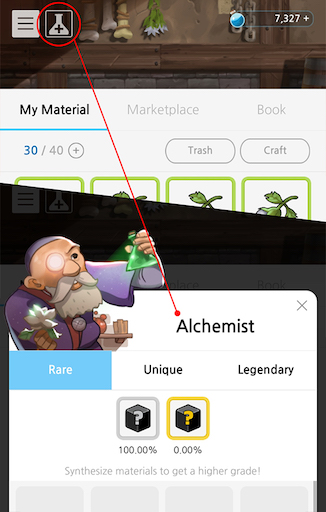 7,327 +
My Material Marketplace Book
30 / 40 +
Trash Craft
Alchemist
Rare Unique Legendary
? ?
100.00% 0.00%
Synthesize materials to get a higher grade!